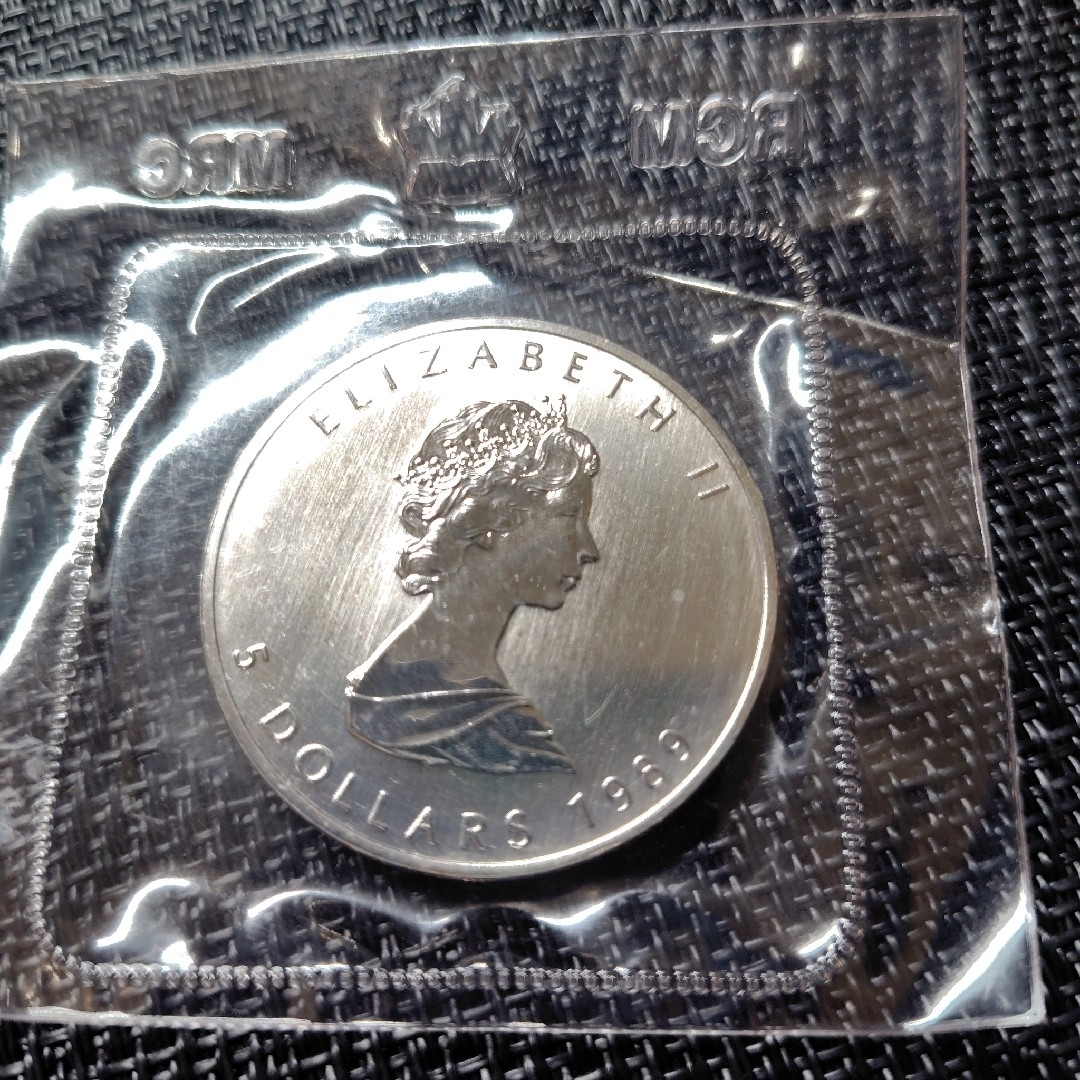 MRC RCM
ELIZABETH II
5 DOLLARS 1989